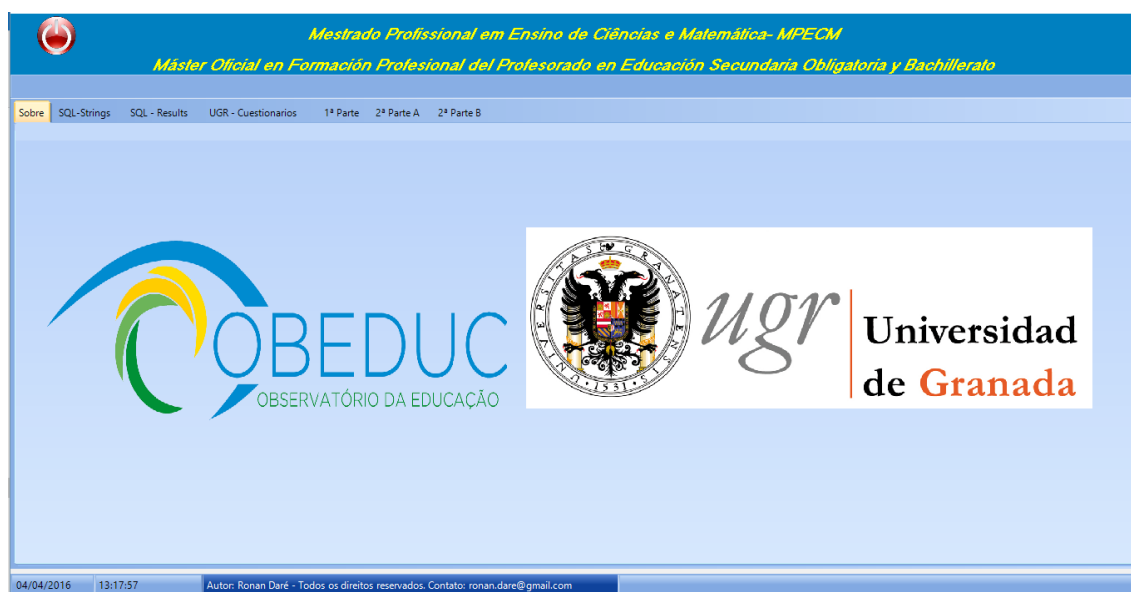 Mestrado Profissional em Ensino de Ciências e Matemática- MPECM
Máster Oficial en Formación Profesional del Profesorado en Educación Secundaria Obligatoria y Bachillerato
Sobre SQL-Strings SQL - Results UGR - Cuestionarios 1ª Parte 2ª Parte A 2ª Parte B
OBEDUC
OBSERVATÓRIO DA EDUCAÇÃO
UNIVERSITAS GRANATENSIS
1531
ugr
Universidad
de Granada
04/04/2016 13:17:57 Autor: Ronan Daré - Todos os direitos reservados. Contato: ronan.dare@gmail.com